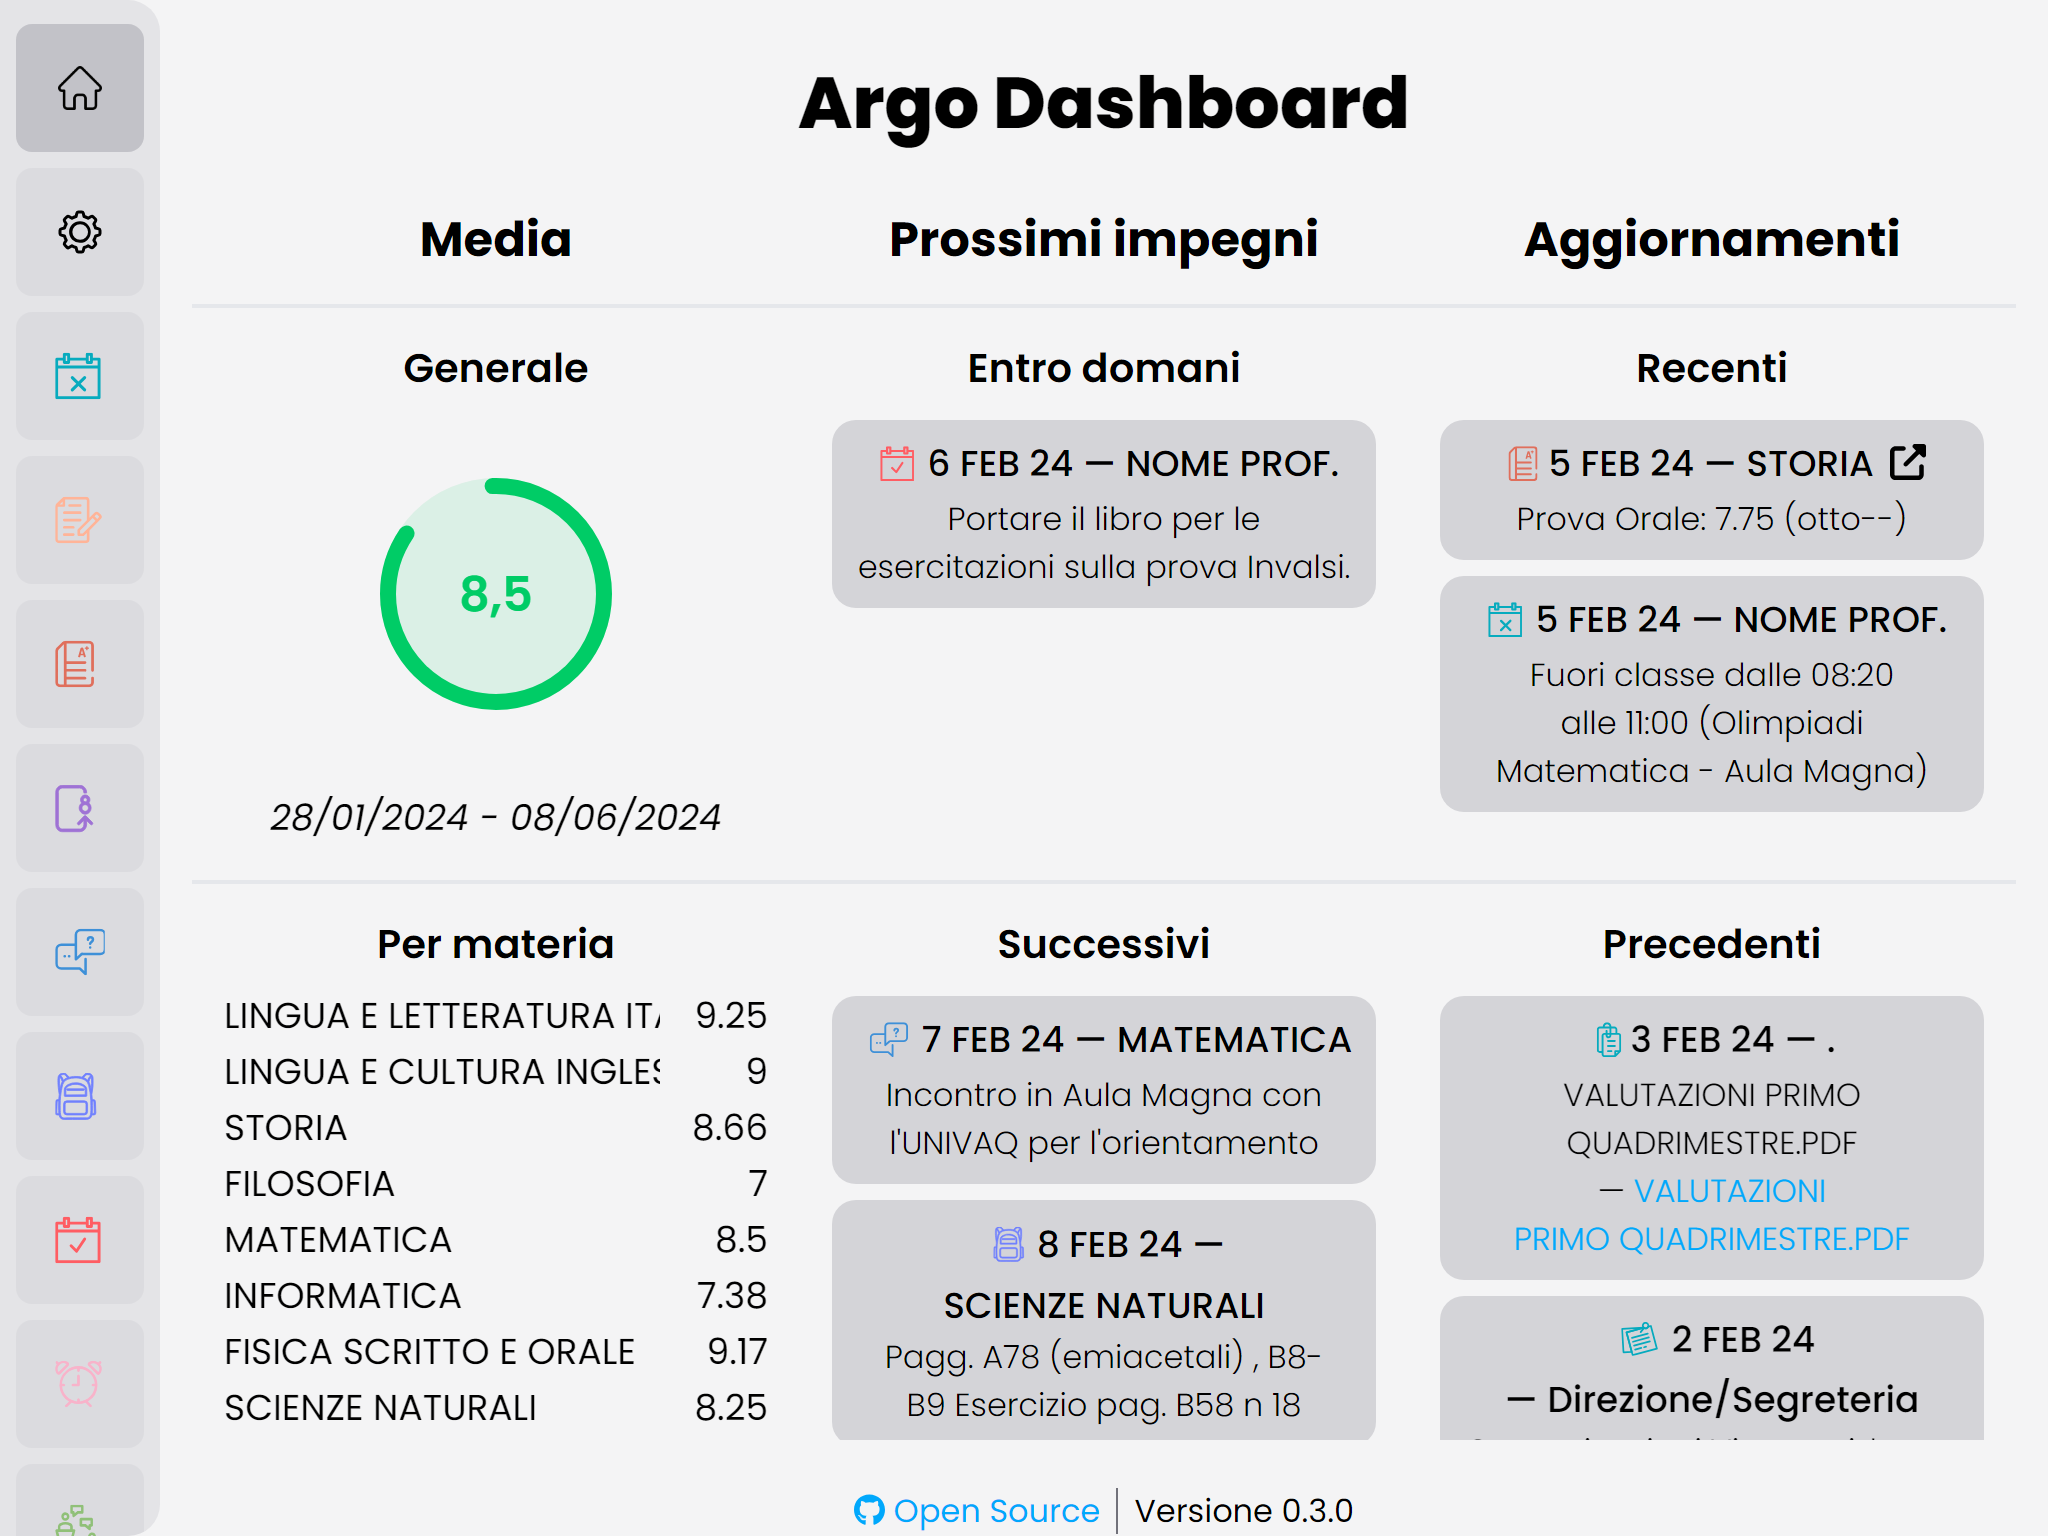 Argo Dashboard
Media
Generale
8,5
28/01/2024 - 08/06/2024
Per materia
LINGUA E LETTERATURA ITA 9.25
LINGUA E CULTURA INGLES 9
STORIA 8.66
FILOSOFIA 7
MATEMATICA 8.5
INFORMATICA 7.38
FISICA SCRITTO E ORALE 9.17
SCIENZE NATURALI 8.25
Prossimi impegni
Entro domani
6 FEB 24 — NOME PROF.
Portare il libro per le
esercitazioni sulla prova Invalsi.
Successivi
7 FEB 24 — MATEMATICA
Incontro in Aula Magna con
l'UNIVAQ per l'orientamento
8 FEB 24 —
SCIENZE NATURALI
Pagg. A78 (emiacetali) , B8-
B9 Esercizio pag. B58 n 18
Aggiornamenti
Recenti
5 FEB 24 — STORIA
Prova Orale: 7.75 (otto--)
5 FEB 24 — NOME PROF.
Fuori classe dalle 08:20
alle 11:00 (Olimpiadi
Matematica - Aula Magna)
Precedenti
3 FEB 24 — .
VALUTAZIONI PRIMO
QUADRIMESTRE.PDF
— VALUTAZIONI
PRIMO QUADRIMESTRE.PDF
2 FEB 24
— Direzione/Segreteria
Open Source
Versione 0.3.0